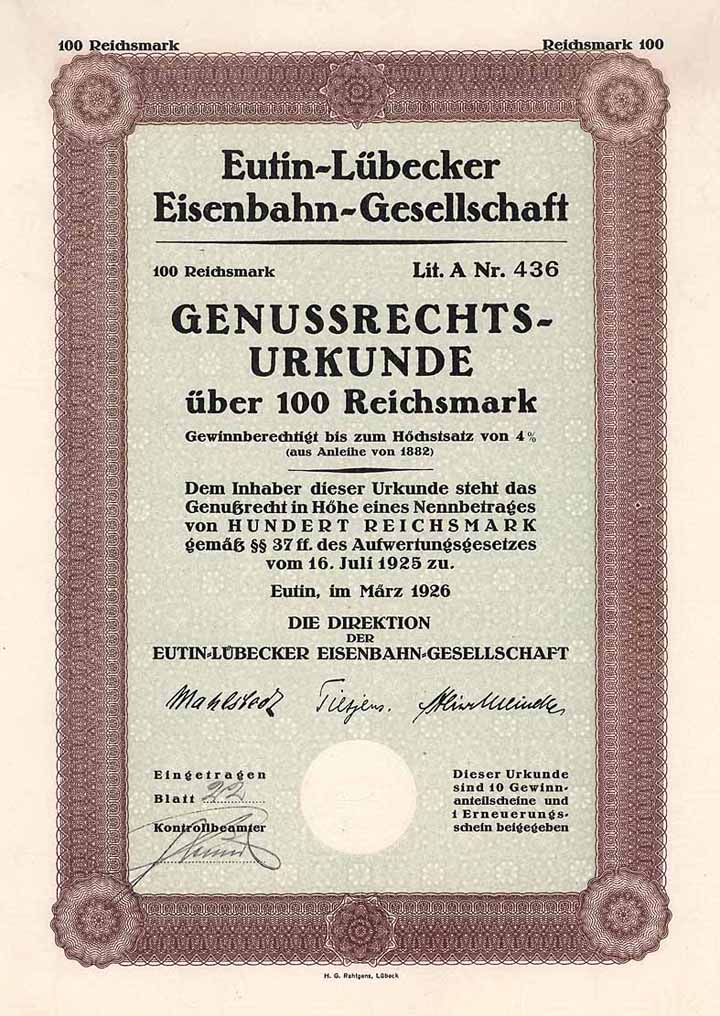 100 Reichsmark
Reichsmark 100
Eutin-Lübecker
Eisenbahn-Gesellschaft
100 Reichsmark
Lit. A Nr. 436
GENUSSRECHTS-
URKUNDE
über 100 Reichsmark
Gewinnberechtigt bis zum Höchstsatz von 4%
(aus Anleihe von 1882)
Dem Inhaber dieser Urkunde steht das
Genußrecht in Höhe eines Nennbetrages
von HUNDERT REICHSMARK
gemäß §§ 37 ff. des Aufwertungsgesetzes
vom 16. Juli 1925 zu.
Eutin, im März 1926
DIE DIREKTION
DER
EUTIN-LÜBECKER EISENBAHN-GESELLSCHAFT
Mahlstedt Tietjens.
Eingetragen
Blatt 22
Kontrollbeamter
Dieser Urkunde
sind 10 Gewinn-
anteilscheine und
1 Erneuerungs-
schein beigegeben
H. G. Rahtgens, Lübeck